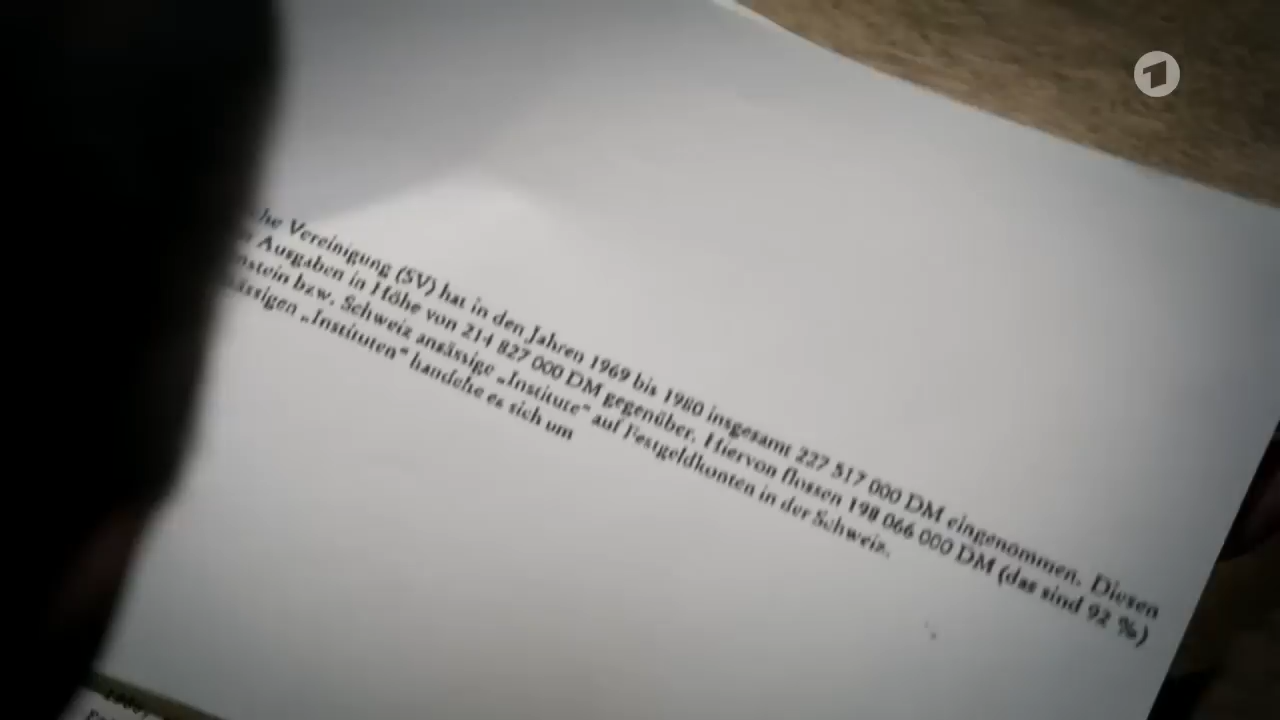 he Vereinigung (SV) hat in den Jahren 1969 bis 1980 insgesamt 227 517 000 DM eingenommen. Diesen
Ausgaben in Höhe von 214 827 000 DM gegenüber. Hiervon flossen 198 066 000 DM (das sind 92 %)
nstein bzw. Schweiz ansässige „Institute“ auf Festgeldkonten in der Schweiz.
ässigen „Instituten“ handelte es sich um